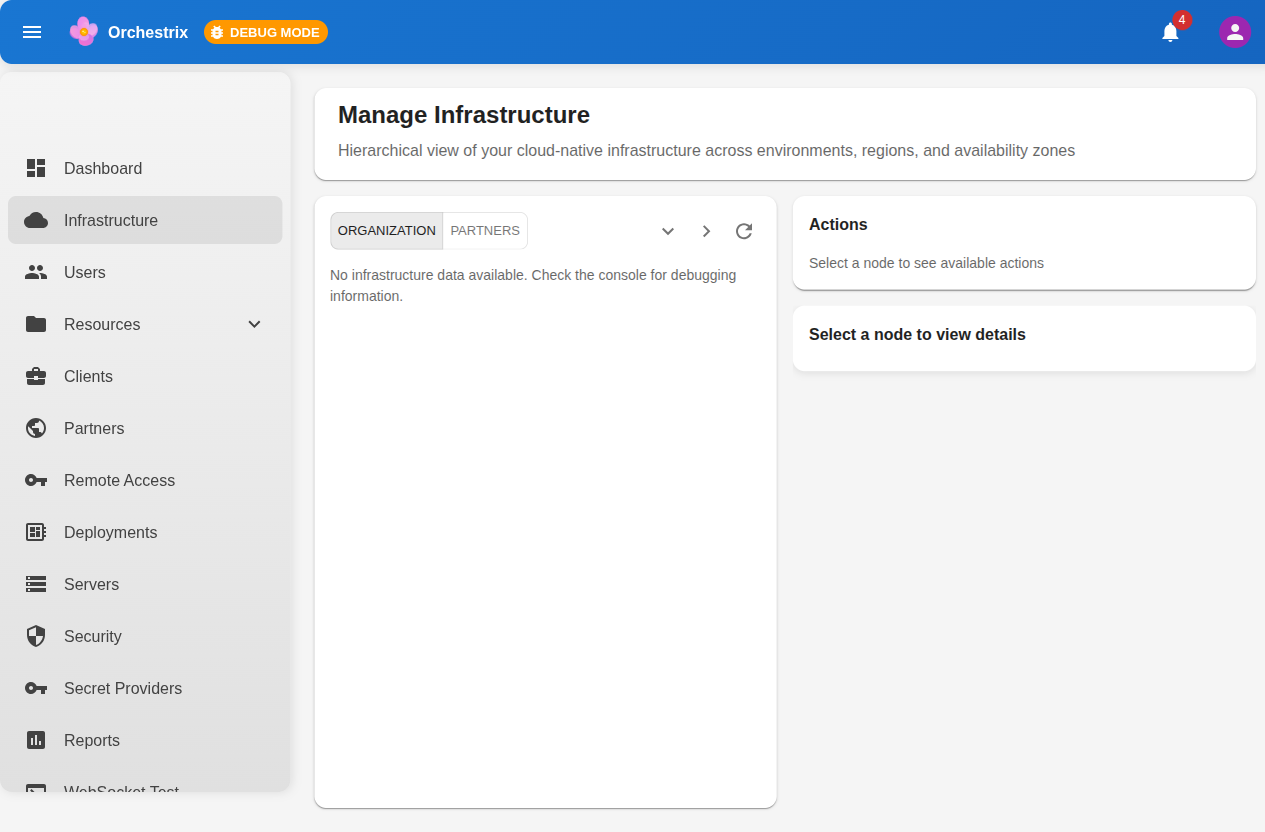 Orchestrix
DEBUG MODE
4
Dashboard
Infrastructure
Users
Resources
Clients
Partners
Remote Access
Deployments
Servers
Security
Secret Providers
Reports
WebSocket Test
Manage Infrastructure
Hierarchical view of your cloud-native infrastructure across environments, regions, and availability zones
ORGANIZATION PARTNERS
No infrastructure data available. Check the console for debugging
information.
Actions
Select a node to see available actions
Select a node to view details